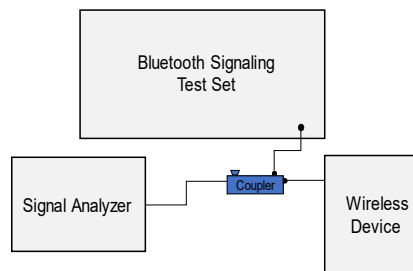 Bluetooth Signaling
Test Set
Coupler
Signal Analyzer
Wireless
Device